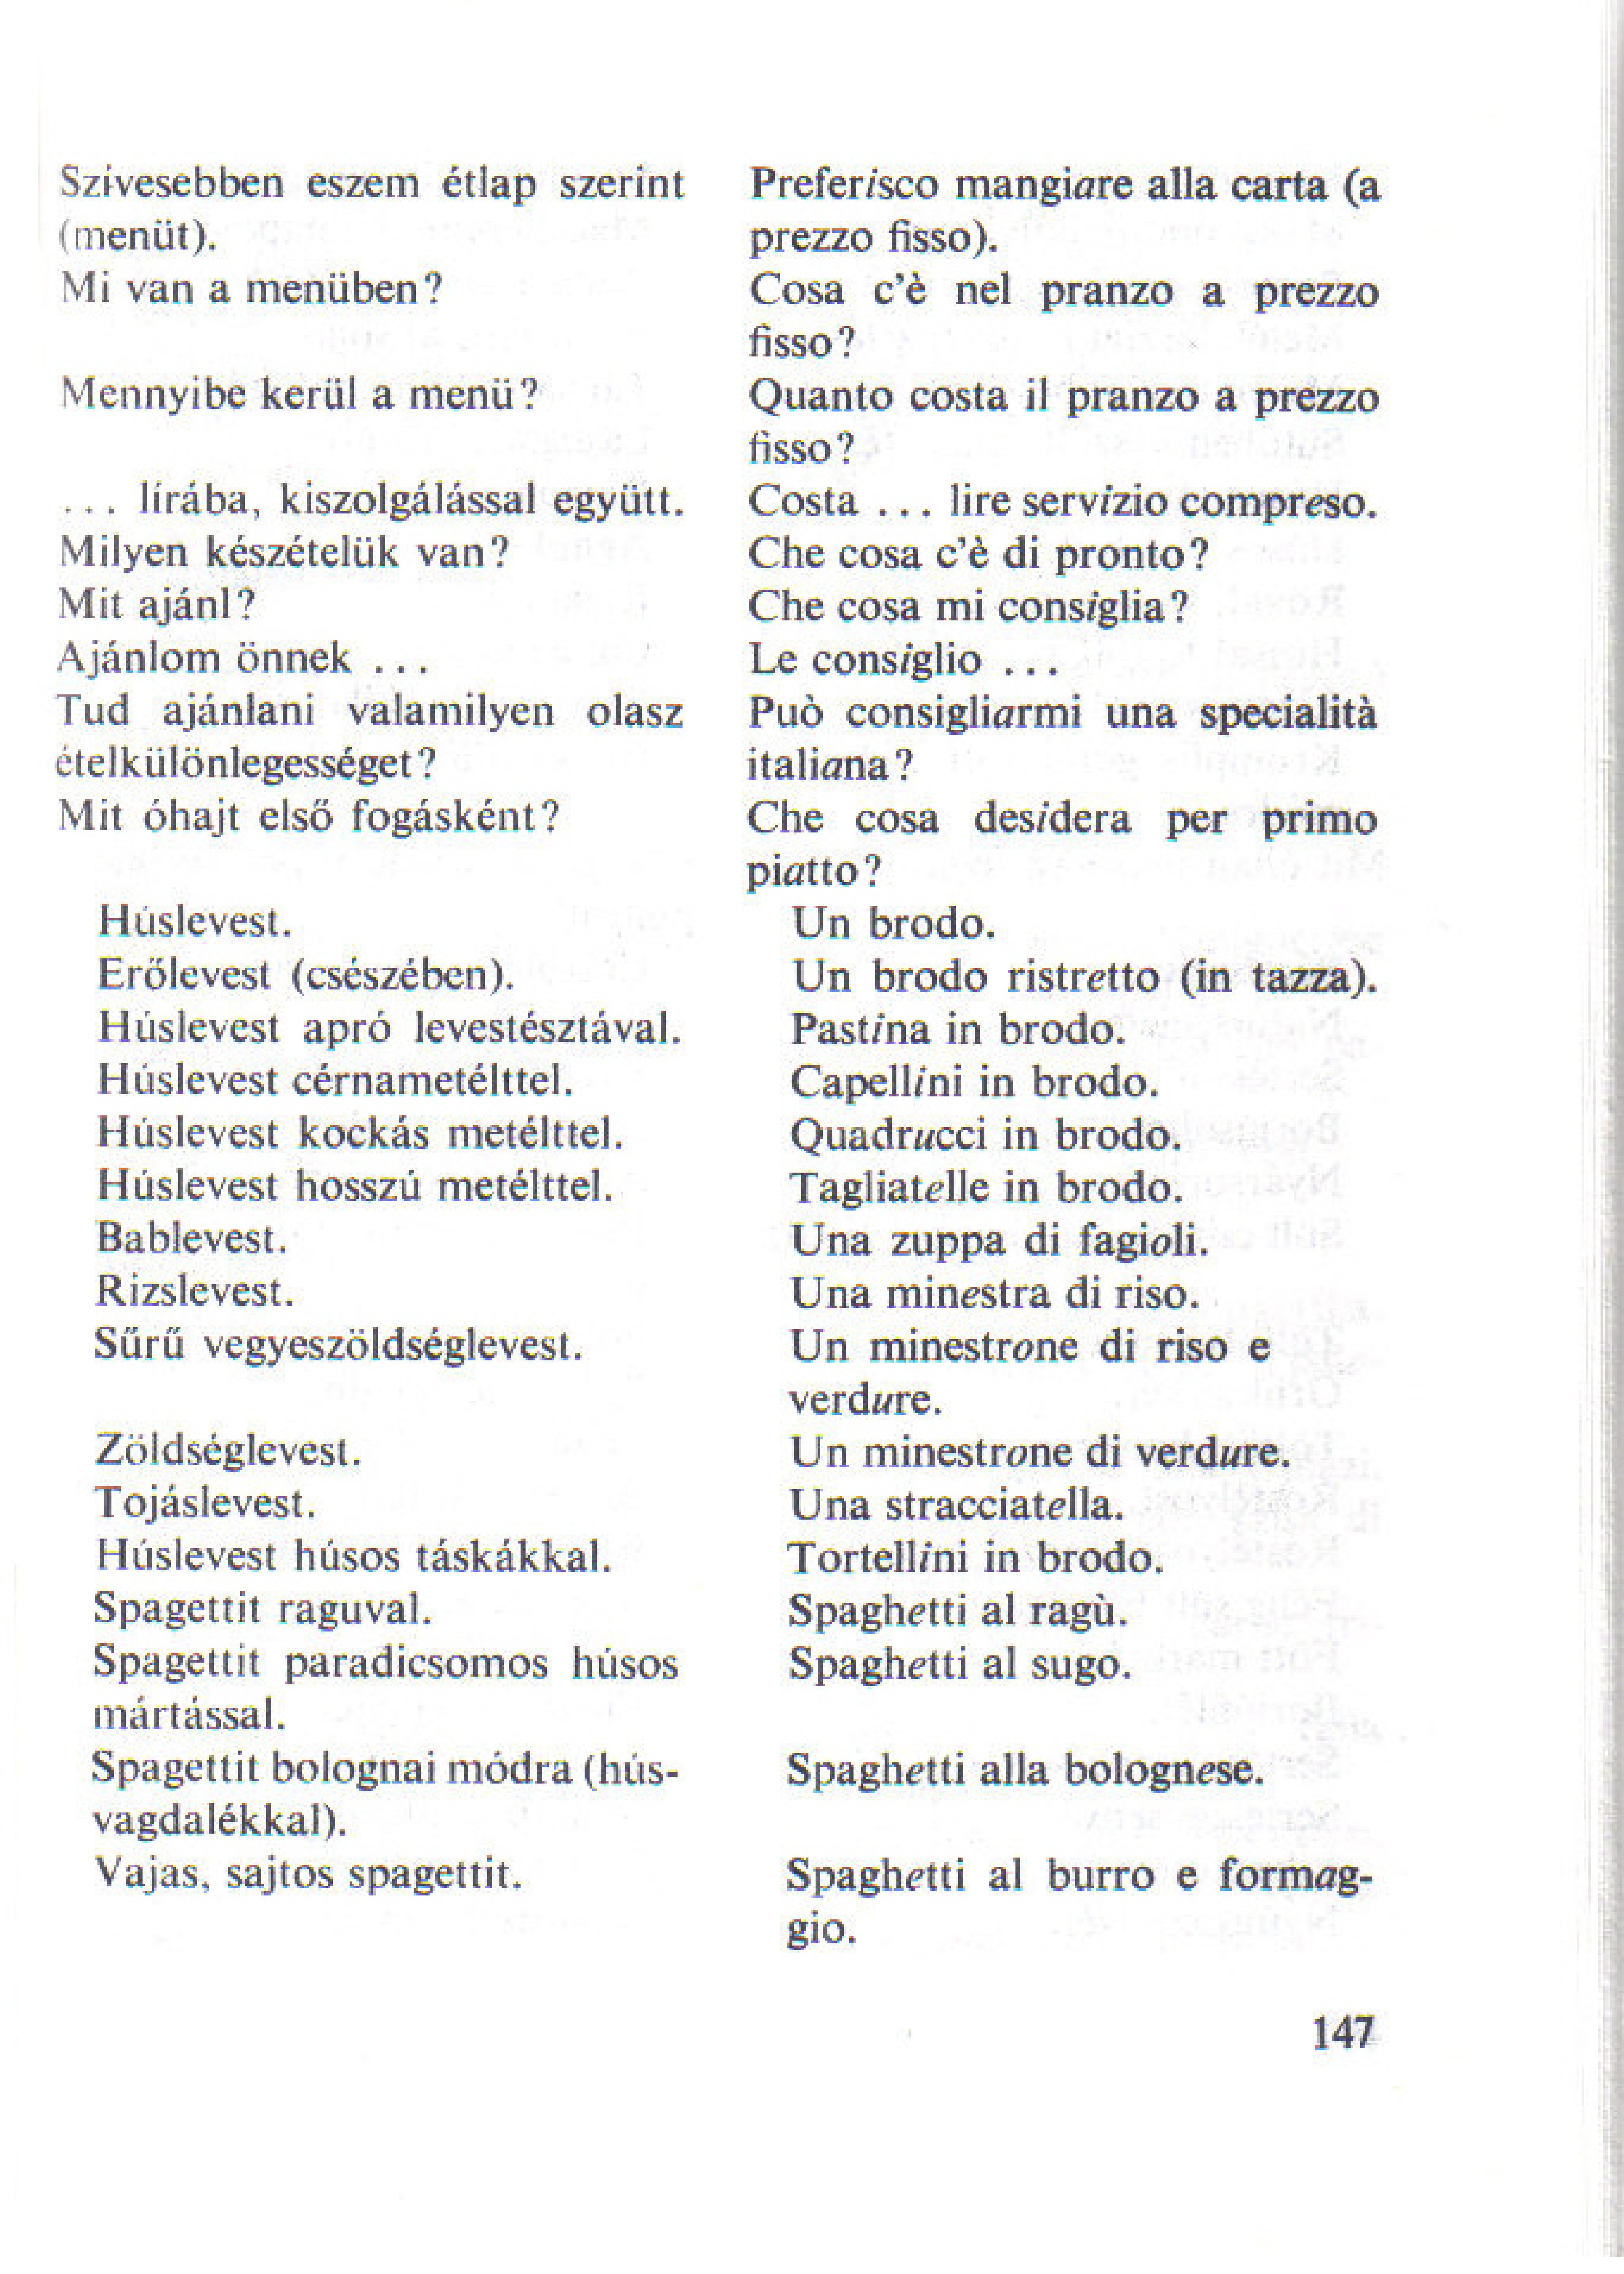 Szívesebben eszem étlap szerint
(menüt).
Mi van a menüben?
Mennyibe kerül a menü?
... lírába, kiszolgálással együtt.
Milyen készételük van?
Mit ajánl?
Ajánlom önnek ...
Tud ajánlani valamilyen olasz
ételkülönlegességet?
Mit óhajt első fogásként?
Húslevest.
Erőlevest (csészében).
Húslevest apró levestésztával.
Húslevest cérnametélttel.
Húslevest kockás metélttel.
Húslevest hosszú metélttel.
Bablevest.
Rizslevest.
Sűrű vegyeszöldséglevest.
Zöldséglevest.
Tojáslevest.
Húslevest húsos táskákkal.
Spagettit raguval.
Spagettit paradicsomos húsos
mártással.
Spagettit bolognai módra (hús-
vagdalékkal).
Vajas, sajtos spagettit.
Preferisco mangiare alla carta (a
prezzo fisso).
Cosa c'è nel pranzo a prezzo
fisso?
Quanto costa il pranzo a prezzo
fisso?
Costa ... lire servizio compreso.
Che cosa c'è di pronto?
Che cosa mi consiglia?
Le consiglio ...
Può consigliarmi una specialità
italiana?
Che cosa desidera per primo
piatto?
Un brodo.
Un brodo ristretto (in tazza).
Pastina in brodo.
Capellini in brodo.
Quadrucci in brodo.
Tagliatelle in brodo.
Una zuppa di fagioli.
Una minestra di riso.
Un minestrone di riso e
verdure.
Un minestrone di verdure.
Una stracciatella.
Tortellini in brodo.
Spaghetti al ragù.
Spaghetti al sugo.
Spaghetti alla bolognese.
Spaghetti al burro e formag-
gio.
147